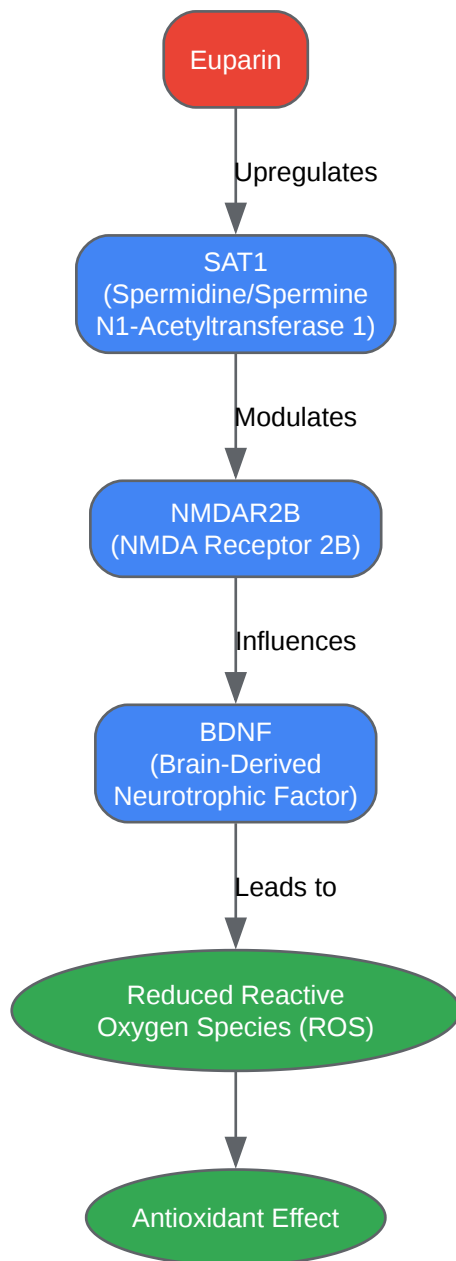 Euparin
Upregulates
SAT1
(Spermidine/Spermine
N1-Acetyltransferase 1)
Modulates
NMDAR2B
(NMDA Receptor 2B)
Influences
BDNF
(Brain-Derived
Neurotrophic Factor)
Leads to
Reduced Reactive
Oxygen Species (ROS)
Antioxidant Effect